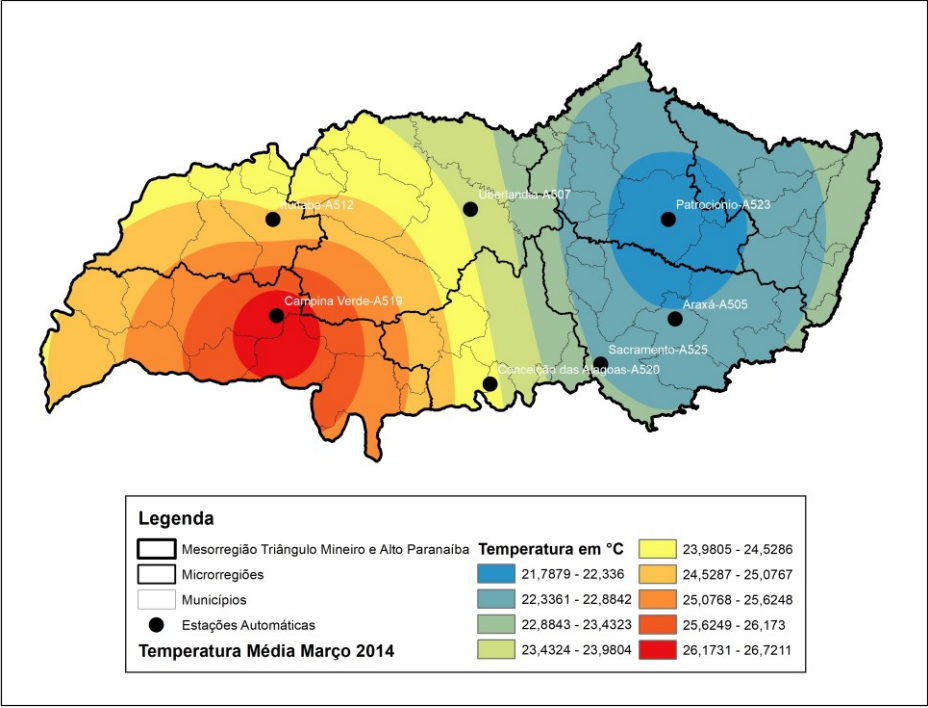 Ituiutaba-A512
Uberlandia-A507
Patrocionio-A523
Campina Verde-A519
Araxá-A505
Sacramento-A525
Conceição das Alagoas-A520
Legenda
Mesorregião Triângulo Mineiro e Alto Paranaíba
Microrregiões
Municípios
Estações Automáticas
Temperatura Média Março 2014
Temperatura em °C
21,7879 - 22,336
22,3361 - 22,8842
22,8843 - 23,4323
23,4324 - 23,9804
23,9805 - 24,5286
24,5287 - 25,0767
25,0768 - 25,6248
25,6249 - 26,173
26,1731 - 26,7211